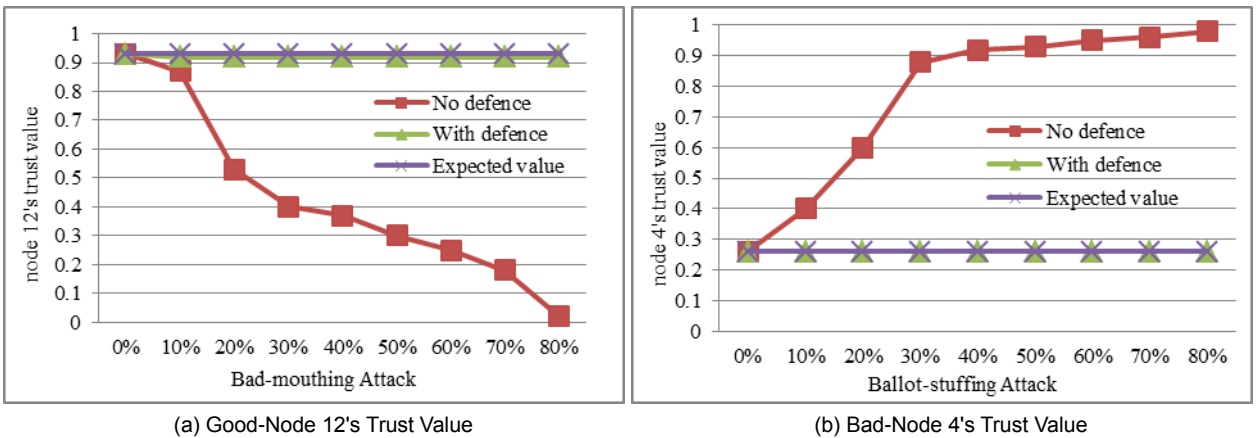 node 12's trust value
1
0.9
0.8
0.7
0.6
0.5
0.4
0.3
0.2
0.1
0
No defence
With defence
Expected value
0% 10% 20% 30% 40% 50% 60% 70% 80%
Bad-mouthing Attack
(a) Good-Node 12's Trust Value
node 4's trust value
1
0.9
0.8
0.7
0.6
0.5
0.4
0.3
0.2
0.1
0
No defence
With defence
Expected value
0% 10% 20% 30% 40% 50% 60% 70% 80%
Ballot-stuffing Attack
(b) Bad-Node 4's Trust Value